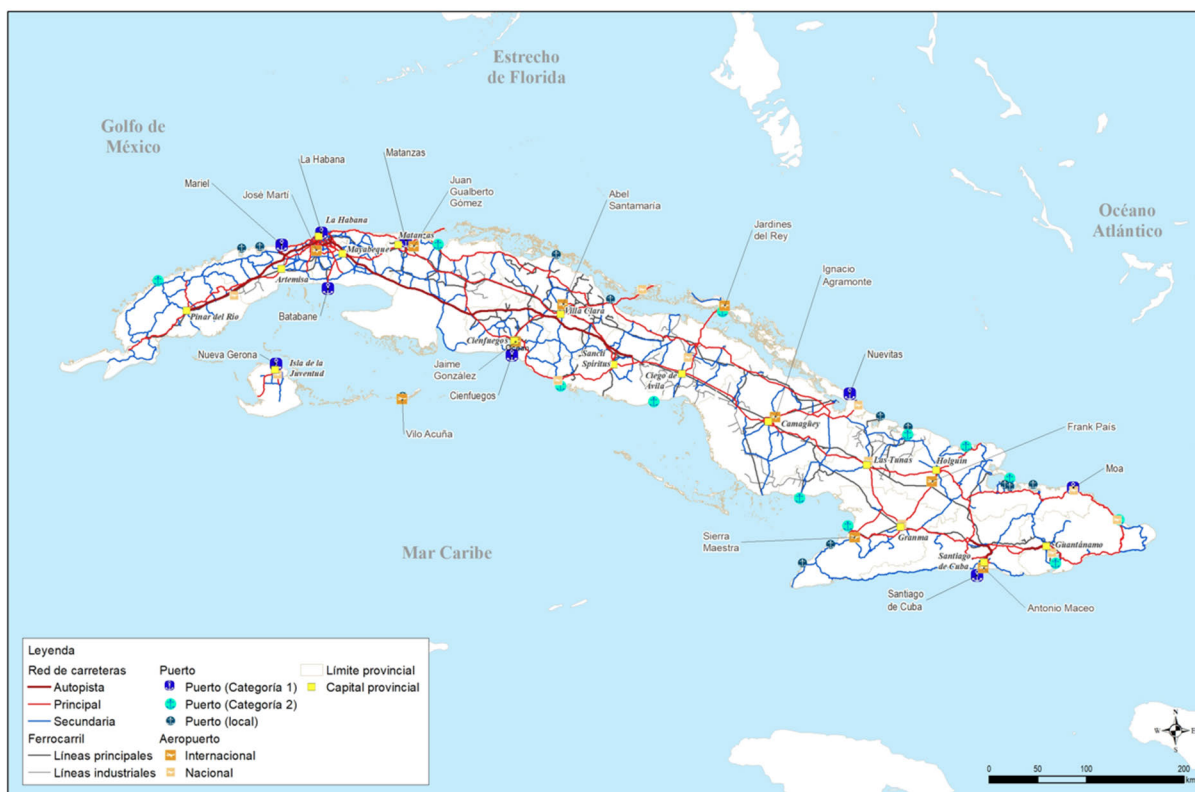 Estrecho
de Florida
Golfo de
México
Océano
Atlántico
Mar Caribe
La Habana
Matanzas
Mariel
José Martí
Juan
Gualberto
Gómez
Abel
Santamaría
Jardines
del Rey
Ignacio
Agramonte
La Habana
Matanzas
Mayabeque
Artemisa
Pinar del Río
Batabane
Nueva Gerona
Isla de la
Juventud
Villa Clara
Cienfuegos
Jaime
González
Cienfuegos
Sancti
Spíritus
Ciego de
Ávila
Vilo Acuña
Nuevitas
Camagüey
Frank País
Las Tunas
Holguín
Moa
Sierra
Maestra
Granma
Guantánamo
Santiago
de Cuba
Santiago
de Cuba
Antonio Maceo
Leyenda
Red de carreteras
Autopista
Principal
Secundaria
Ferrocarril
Líneas principales
Líneas industriales
Puerto
Puerto (Categoría 1)
Puerto (Categoría 2)
Puerto (local)
Aeropuerto
Internacional
Nacional
Límite provincial
Capital provincial
N
W E
S
0 50 100 200
km